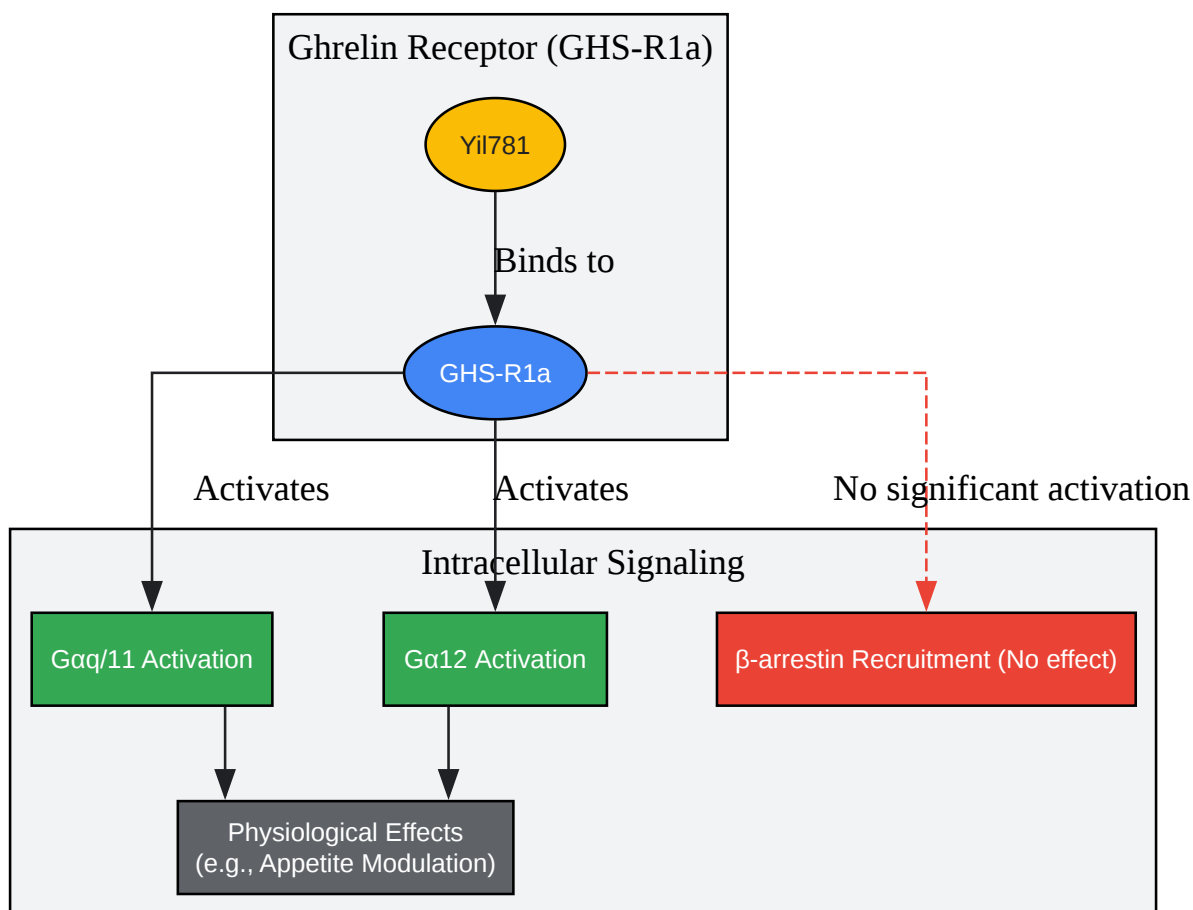 Ghrelin Receptor (GHS-R1a)
Yil781
Binds to
GHS-R1a
Activates
Activates
No significant activation
Intracellular Signaling
Gαq/11 Activation
Gα12 Activation
β-arrestin Recruitment (No effect)
Physiological Effects
(e.g., Appetite Modulation)